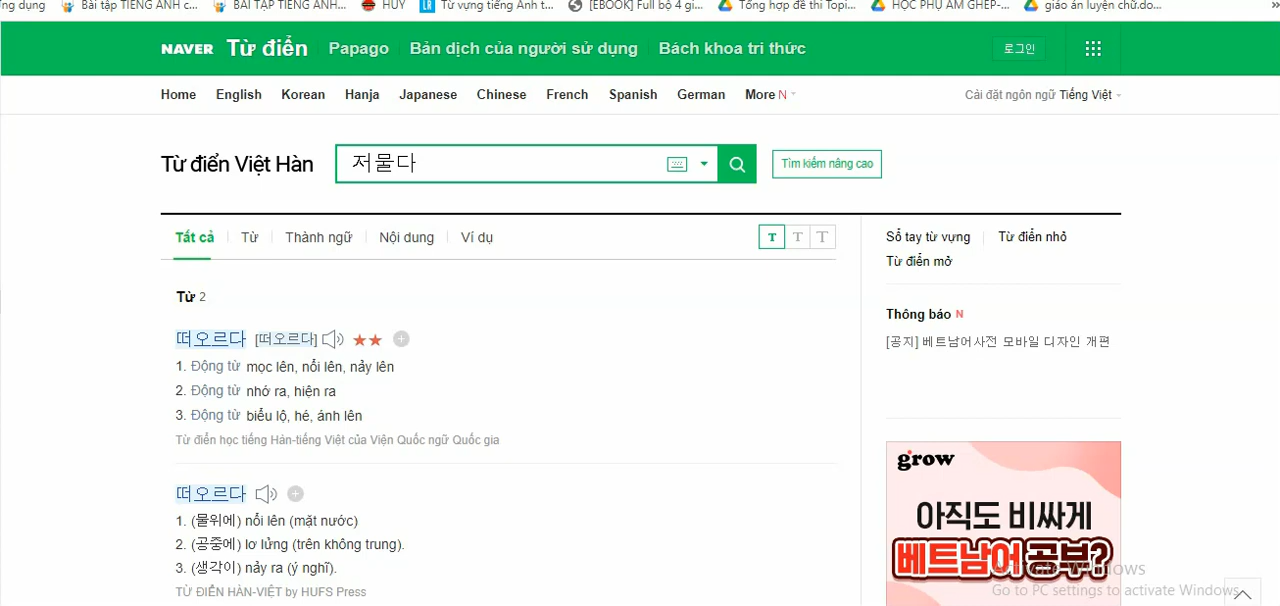 ng dụng Bài tập TIẾNG ANH c... BÀI TẬP TIẾNG ANH... HUY Từ vựng tiếng Anh t... [EBOOK] Full bộ 4 gi... Tổng hợp đề thi Topi... HỌC PHỤ ÂM GHÉP-... giáo án luyện chữ.do... »
NAVER Từ điển Papago Bản dịch của người sử dụng Bách khoa tri thức 로그인
Home English Korean Hanja Japanese Chinese French Spanish German More N Cài đặt ngôn ngữ Tiếng Việt
Từ điển Việt Hàn 저물다 Tìm kiếm nâng cao
Tất cả Từ Thành ngữ Nội dung Ví dụ T T T
Sổ tay từ vựng Từ điển nhỏ
Từ điển mở
Từ 2
Thông báo N
[공지] 베트남어사전 모바일 디자인 개편
떠오르다 [떠오르다]
1. Động từ mọc lên, nổi lên, nảy lên
2. Động từ nhớ ra, hiện ra
3. Động từ biểu lộ, hé, ánh lên
Từ điển học tiếng Hàn-tiếng Việt của Viện Quốc ngữ Quốc gia
떠오르다
1. (물위에) nổi lên (mặt nước)
2. (공중에) lơ lửng (trên không trung).
3. (생각이) nảy ra (ý nghĩ).
TỪ ĐIỂN HÀN-VIỆT by HUFS Press
grow
아직도 비싸게
베트남어 공부?
Activate Windows
Go to PC settings to activate Windows.